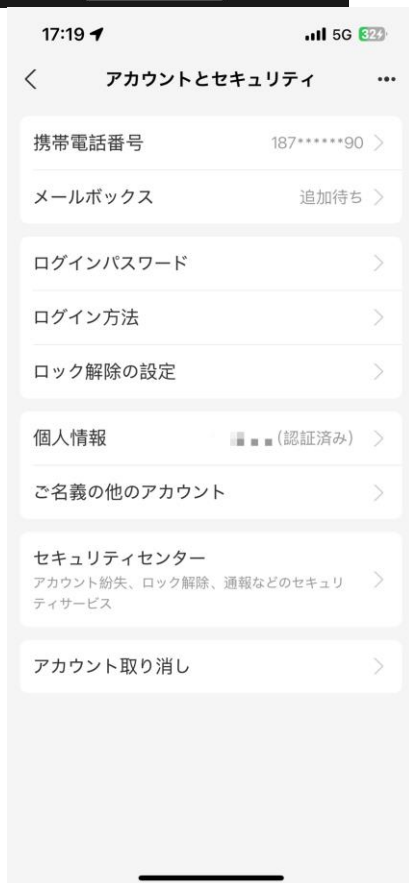 17:19
5G 32
アカウントとセキュリティ
携帯電話番号 187******90
メールボックス 追加待ち
ログインパスワード
ログイン方法
ロック解除の設定
個人情報 (認証済み)
ご名義の他のアカウント
セキュリティセンター
アカウント紛失、ロック解除、通報などのセキュリ
ティサービス
アカウント取り消し